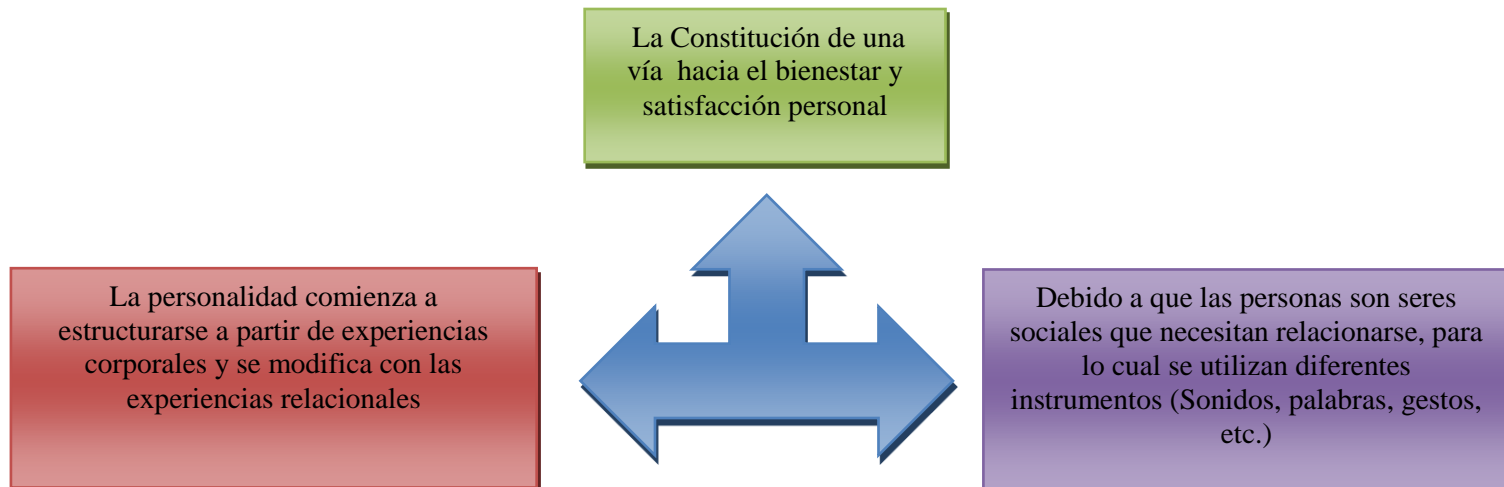 La Constitución de una
vía hacia el bienestar y
satisfacción personal
La personalidad comienza a
estructurarse a partir de experiencias
corporales y se modifica con las
experiencias relacionales
Debido a que las personas son seres
sociales que necesitan relacionarse, para
lo cual se utilizan diferentes
instrumentos (Sonidos, palabras, gestos,
etc.)